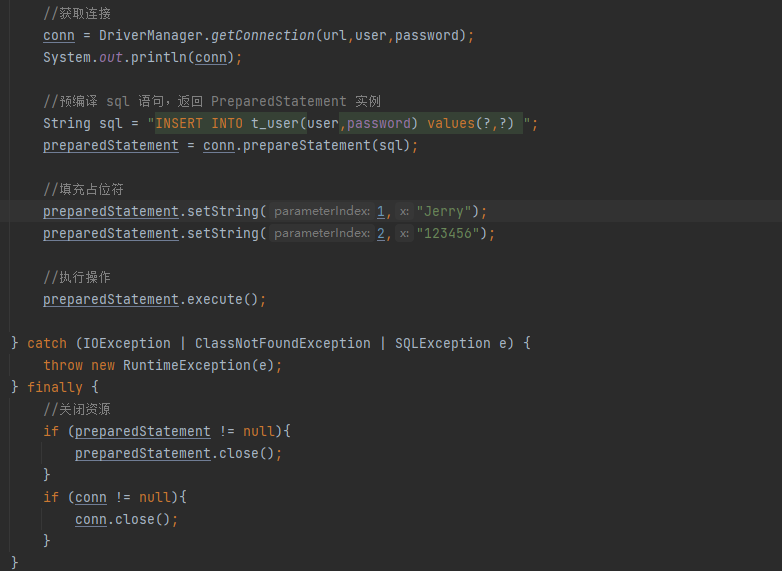 //获取连接
conn = DriverManager.getConnection(url,user,password);
System.out.println(conn);
//预编译 sql 语句，返回 PreparedStatement 实例
String sql = "INSERT INTO t_user(user,password) values(?,?) ";
preparedStatement = conn.prepareStatement(sql);
//填充占位符
preparedStatement.setString( parameterIndex: 1, x: "Jerry");
preparedStatement.setString( parameterIndex: 2, x: "123456");
//执行操作
preparedStatement.execute();
} catch (IOException | ClassNotFoundException | SQLException e) {
throw new RuntimeException(e);
} finally {
//关闭资源
if (preparedStatement != null){
preparedStatement.close();
}
if (conn != null){
conn.close();
}
}